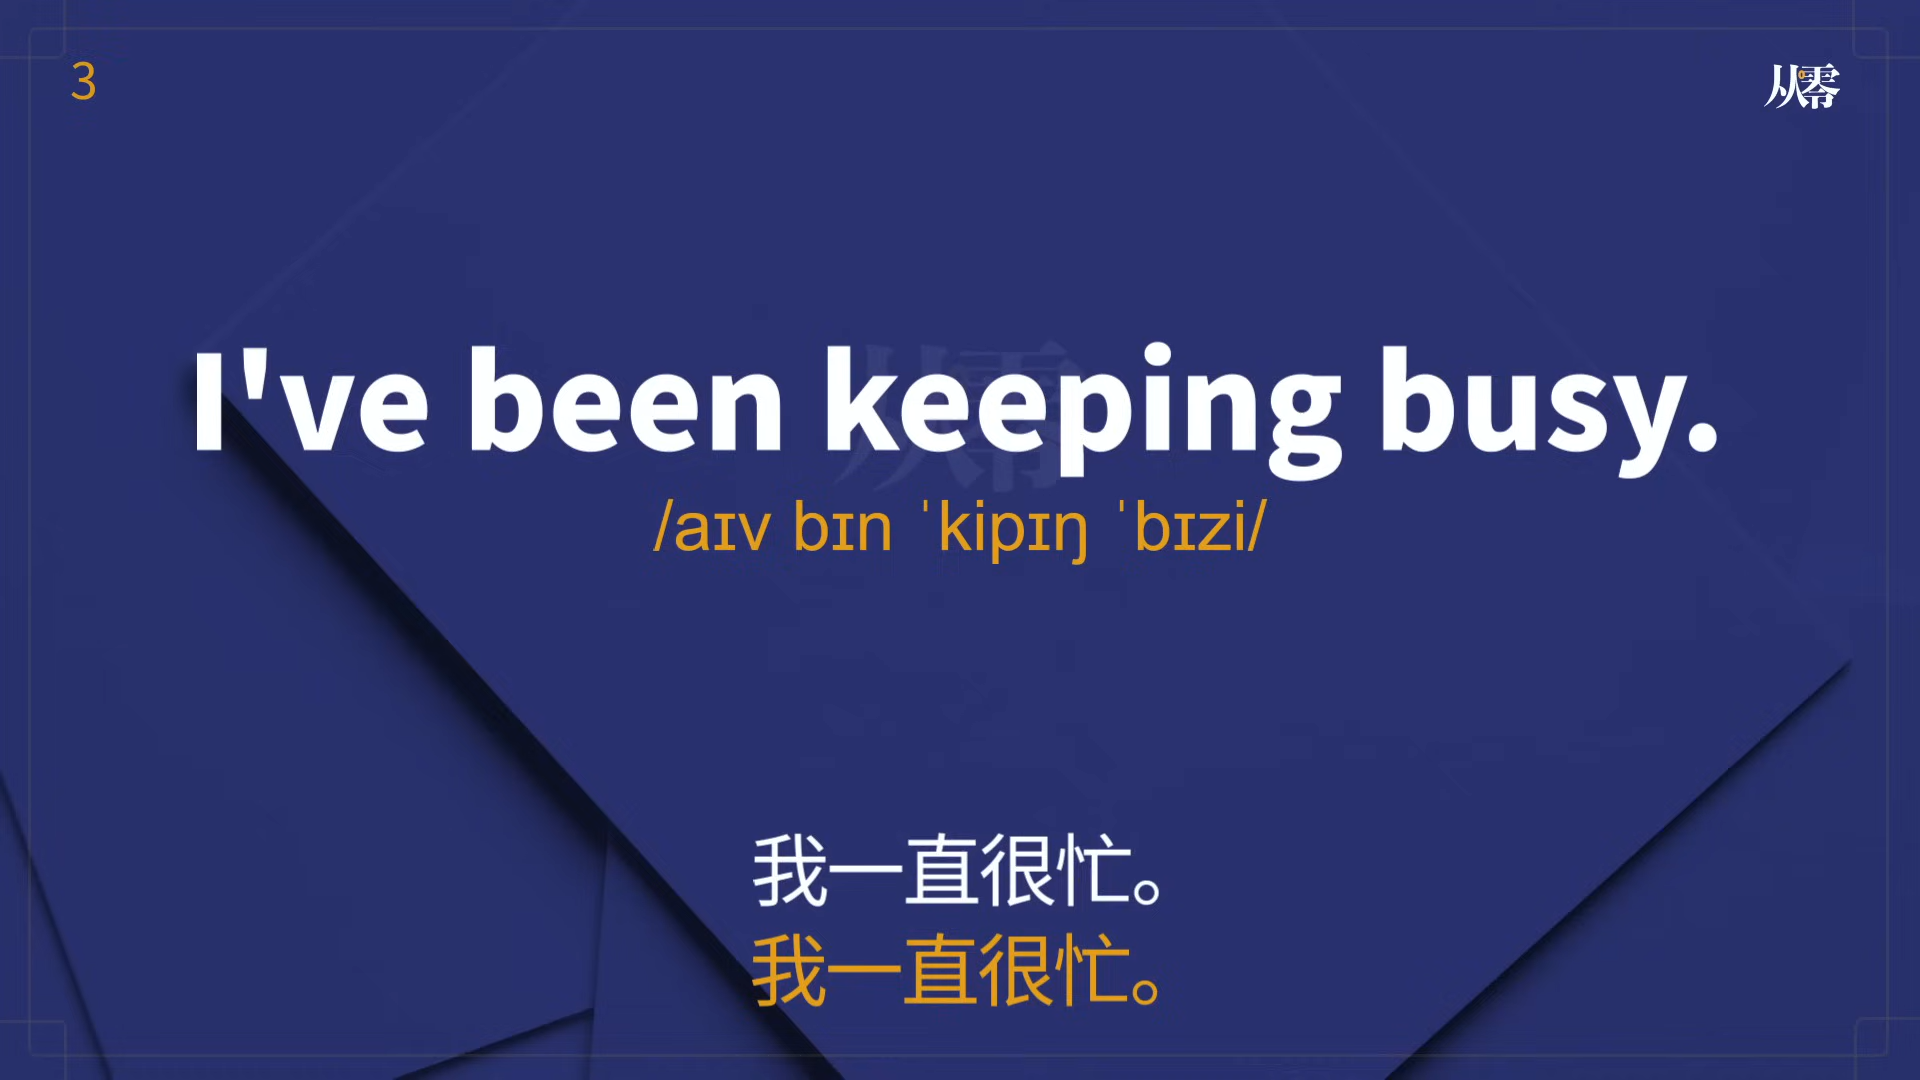 3
从零
I've been keeping busy.
/aɪv bɪn ˈkipɪŋ ˈbɪzi/
我一直很忙。
我一直很忙。